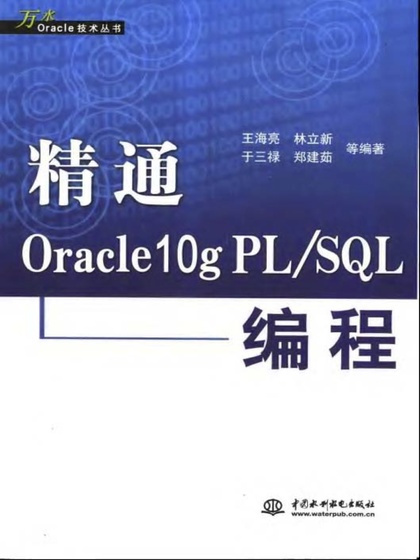 万水Oracle技术丛书
王海亮 林立新
于三禄 郑建茹 等编著
精通
Oracle10g PL/SQL
编程
中国水利水电出版社
www.waterpub.com.cn